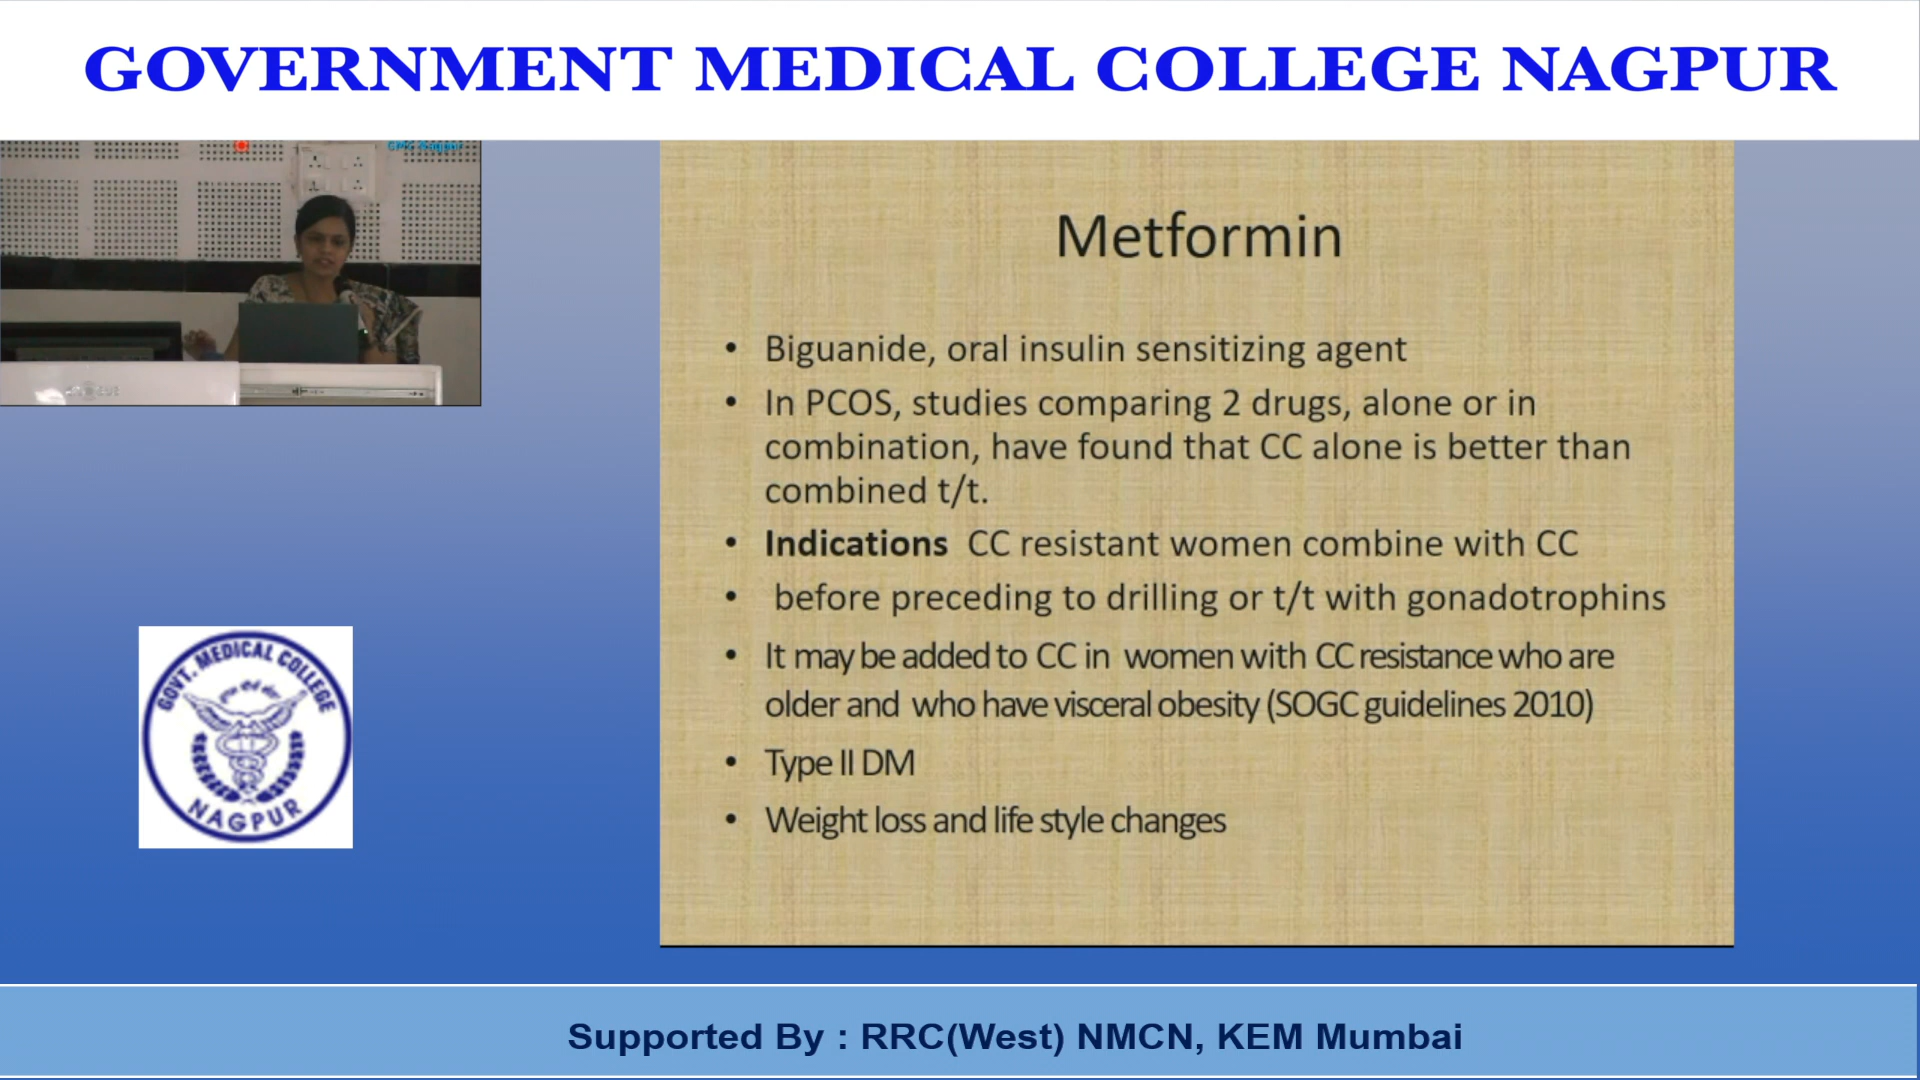 GOVERNMENT MEDICAL COLLEGE NAGPUR
GMC Nagpur
Metformin
• Biguanide, oral insulin sensitizing agent
• In PCOS, studies comparing 2 drugs, alone or in
combination, have found that CC alone is better than
combined t/t.
• Indications CC resistant women combine with CC
• before preceding to drilling or t/t with gonadotrophins
• It may be added to CC in women with CC resistance who are
older and who have visceral obesity (SOGC guidelines 2010)
• Type II DM
• Weight loss and life style changes
GOVT. MEDICAL COLLEGE
NAGPUR
Supported By : RRC(West) NMCN, KEM Mumbai